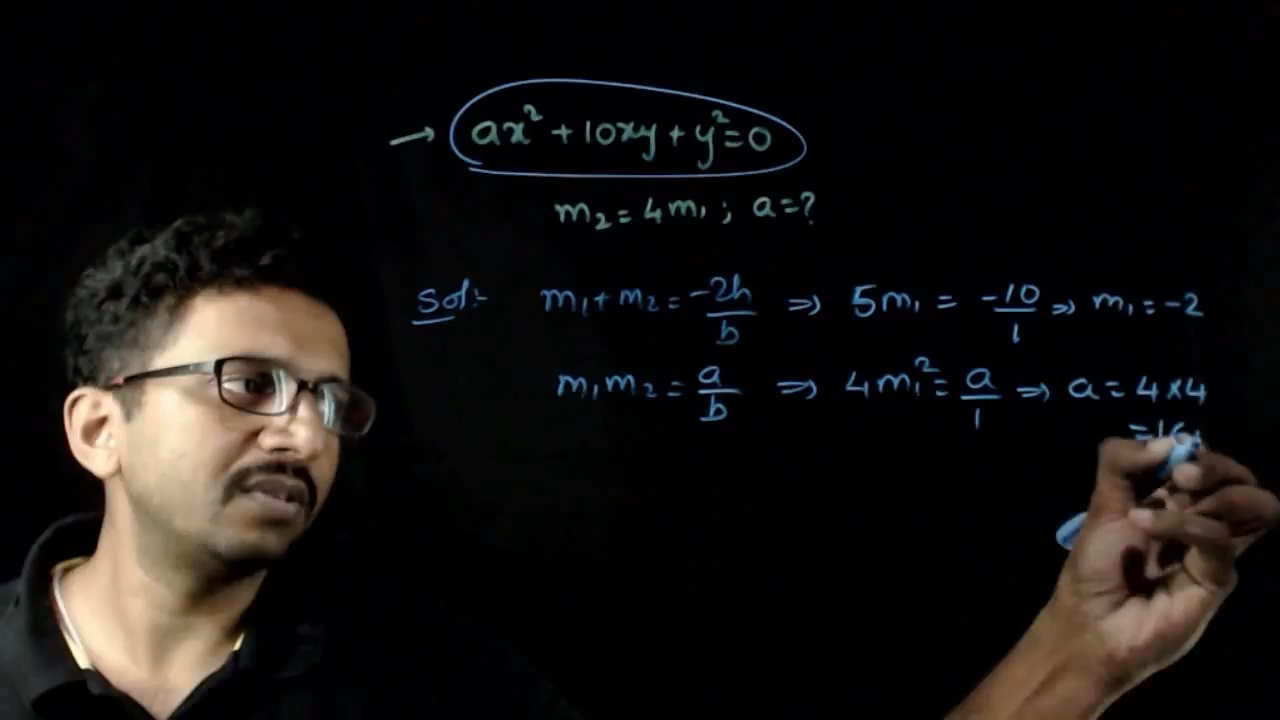 → ax² + 10xy + y² = 0
m₂ = 4m₁ ; a = ?
Sol:- m₁ + m₂ = -2h/b ⇒ 5m₁ = -10/1 ⇒ m₁ = -2
m₁m₂ = a/b ⇒ 4m₁² = a/1 ⇒ a = 4×4
= 16